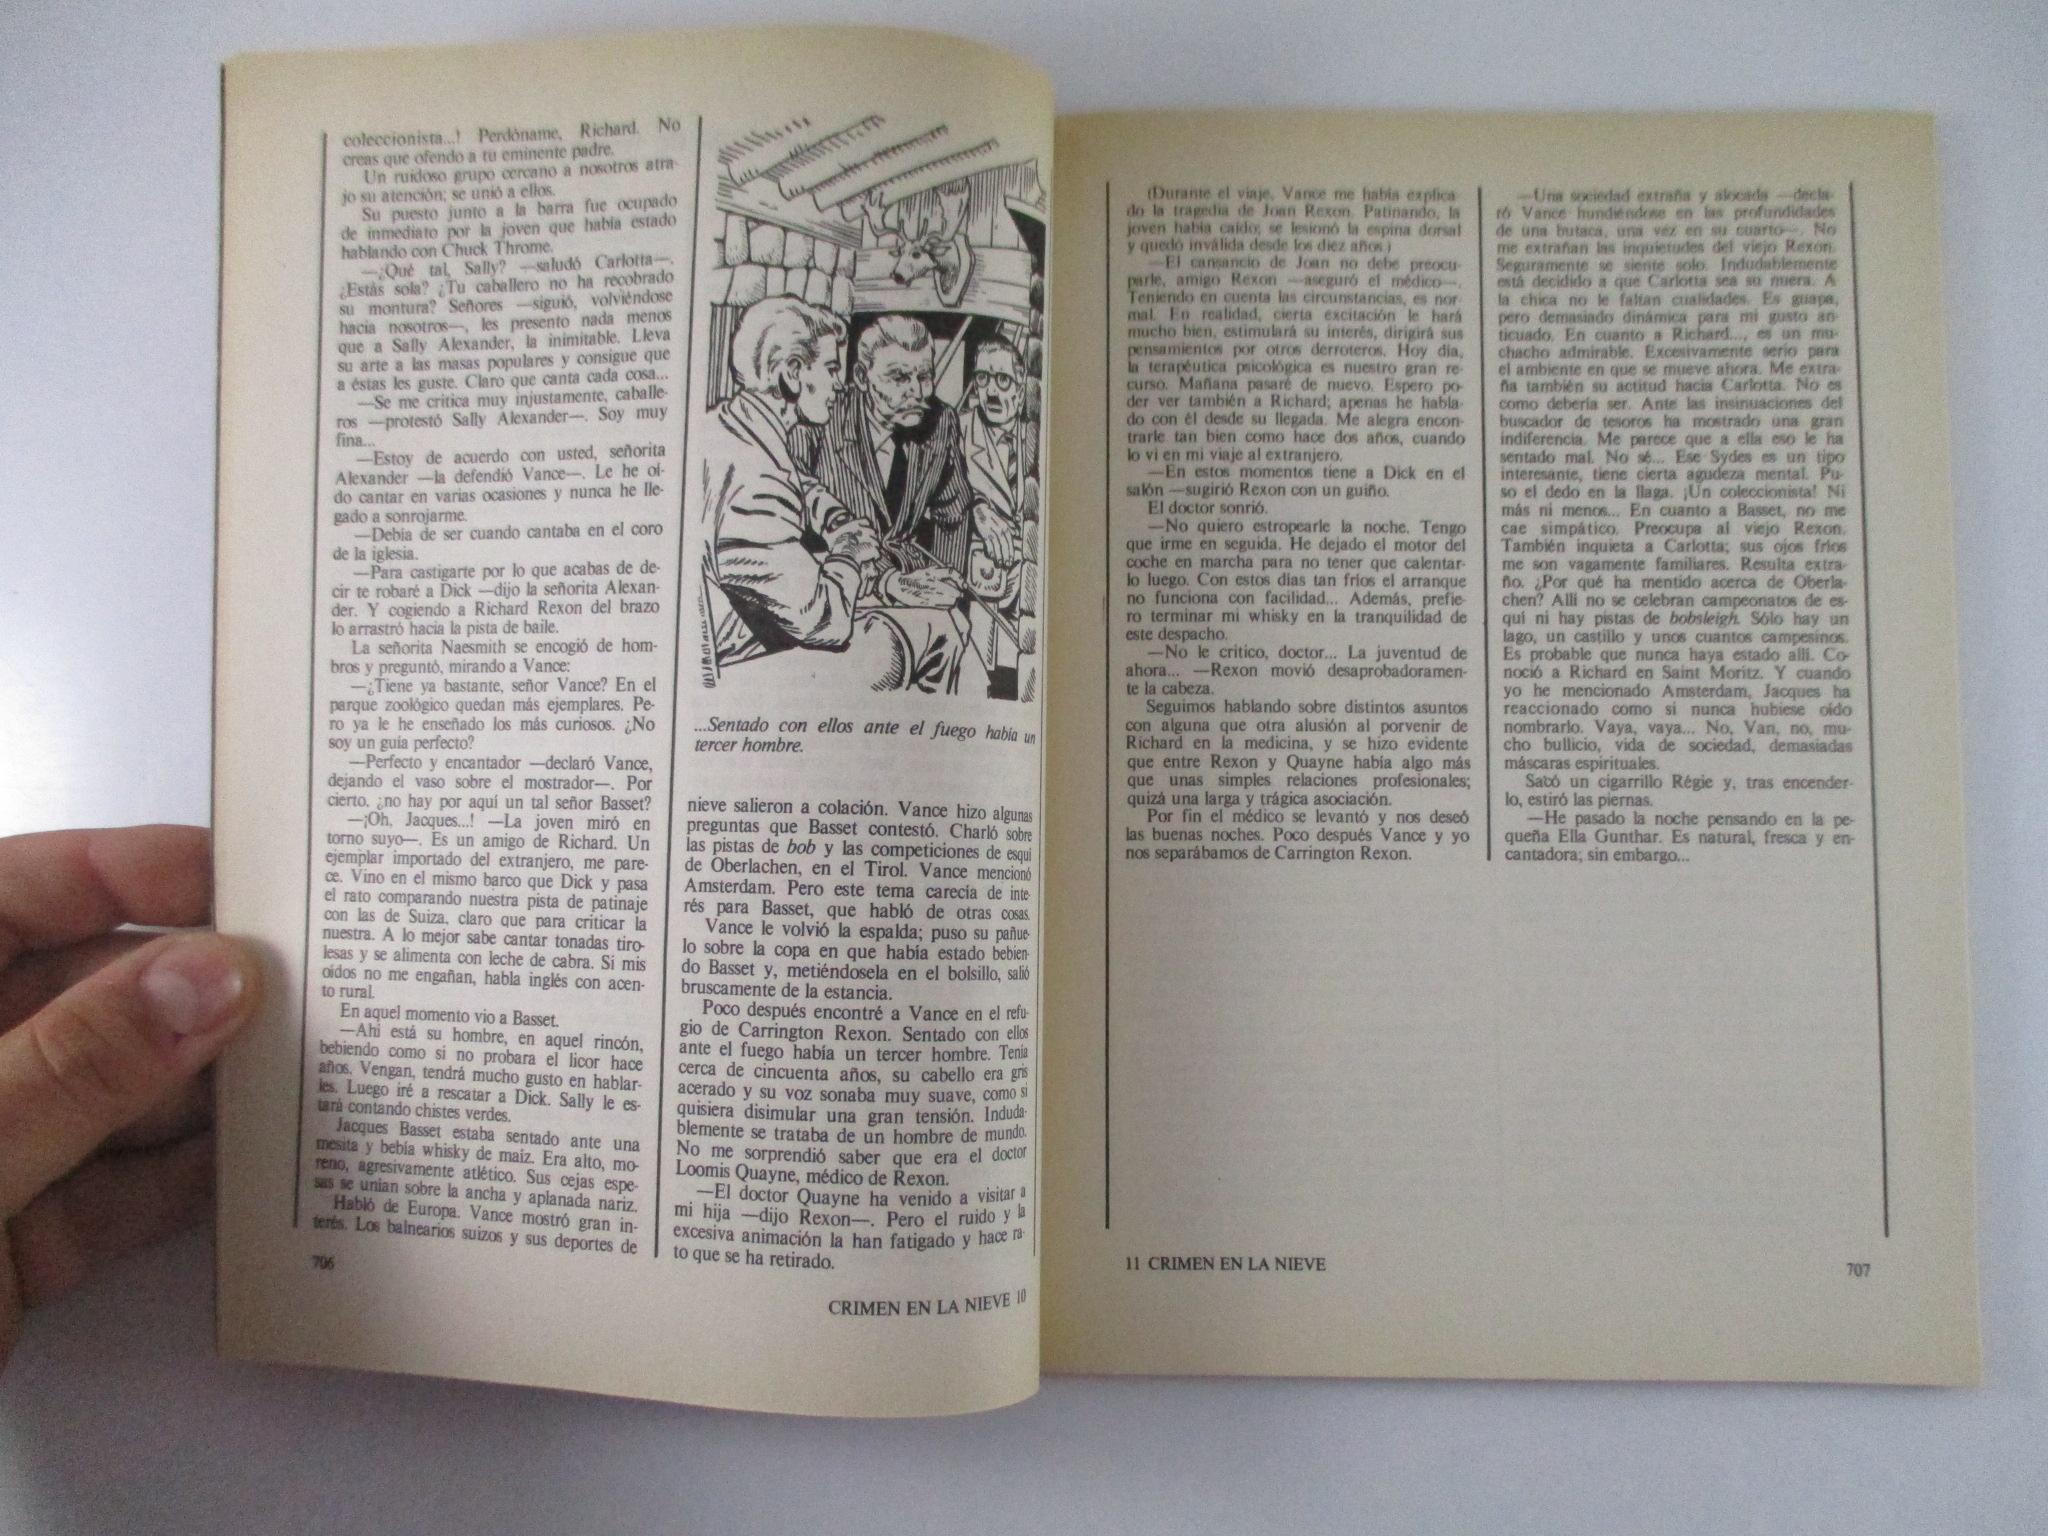 coleccionista...! Perdóname, Richard. No
creas que ofendo a tu eminente padre.
Un ruidoso grupo cercano a nosotros atra-
jo su atención; se unió a ellos.
Su puesto junto a la barra fue ocupado
de inmediato por la joven que había estado
hablando con Chuck Throme.
—¿Qué tal, Sally? —saludó Carlotta—.
¿Estás sola? ¿Tu caballero no ha recobrado
su montura? Señores —siguió, volviéndose
hacia nosotros—, les presento nada menos
que a Sally Alexander, la inimitable. Lleva
su arte a las masas populares y consigue que
a éstas les guste. Claro que canta cada cosa...
—Se me critica muy injustamente, caballe-
ros —protestó Sally Alexander—. Soy muy
fina...
—Estoy de acuerdo con usted, señorita
Alexander —la defendió Vance—. Le he oí-
do cantar en varias ocasiones y nunca he lle-
gado a sonrojarme.
—Debía de ser cuando cantaba en el coro
de la iglesia.
—Para castigarte por lo que acabas de de-
cir te robaré a Dick —dijo la señorita Alexan-
der. Y cogiendo a Richard Rexon del brazo
lo arrastró hacia la pista de baile.
La señorita Naesmith se encogió de hom-
bros y preguntó, mirando a Vance:
—¿Tiene ya bastante, señor Vance? En el
parque zoológico quedan más ejemplares. Pe-
ro ya le he enseñado los más curiosos. ¿No
soy un guía perfecto?
—Perfecto y encantador —declaró Vance,
dejando el vaso sobre el mostrador—. Por
cierto, ¿no hay por aquí un tal señor Basset?
—¡Oh, Jacques...! —La joven miró en
torno suyo—. Es un amigo de Richard. Un
ejemplar importado del extranjero, me pare-
ce. Vino en el mismo barco que Dick y pasa
el rato comparando nuestra pista de patinaje
con las de Suiza, claro que para criticar la
nuestra. A lo mejor sabe cantar tonadas tiro-
lesas y se alimenta con leche de cabra. Si mis
oídos no me engañan, habla inglés con acen-
to rural.
En aquel momento vio a Basset.
—Ahí está su hombre, en aquel rincón,
bebiendo como si no probara el licor hace
años. Vengan, tendrá mucho gusto en hablar-
les. Luego iré a rescatar a Dick. Sally le es-
tará contando chistes verdes.
Jacques Basset estaba sentado ante una
mesita y bebía whisky de maíz. Era alto, mo-
reno, agresivamente atlético. Sus cejas espe-
sas se unían sobre la ancha y aplanada nariz.
Habló de Europa. Vance mostró gran in-
terés. Los balnearios suizos y sus deportes de
706
...Sentado con ellos ante el fuego había un
tercer hombre.
nieve salieron a colación. Vance hizo algunas
preguntas que Basset contestó. Charló sobre
las pistas de bob y las competiciones de esquí
de Oberlachen, en el Tirol. Vance mencionó
Amsterdam. Pero este tema carecía de inte-
rés para Basset, que habló de otras cosas.
Vance le volvió la espalda; puso su pañue-
lo sobre la copa en que había estado bebien-
do Basset y, metiéndosela en el bolsillo, salió
bruscamente de la estancia.
Poco después encontré a Vance en el refu-
gio de Carrington Rexon. Sentado con ellos
ante el fuego había un tercer hombre. Tenía
cerca de cincuenta años, su cabello era gris
acerado y su voz sonaba muy suave, como si
quisiera disimular una gran tensión. Induda-
blemente se trataba de un hombre de mundo.
No me sorprendió saber que era el doctor
Loomis Quayne, médico de Rexon.
—El doctor Quayne ha venido a visitar a
mi hija —dijo Rexon—. Pero el ruido y la
excesiva animación la han fatigado y hace ra-
to que se ha retirado.
CRIMEN EN LA NIEVE 10
(Durante el viaje, Vance me había explica-
do la tragedia de Joan Rexon. Patinando, la
joven había caído; se lesionó la espina dorsal
y quedó inválida desde los diez años.)
—El cansancio de Joan no debe preocu-
parle, amigo Rexon —aseguró el médico—.
Teniendo en cuenta las circunstancias, es nor-
mal. En realidad, cierta excitación le hará
mucho bien, estimulará su interés, dirigirá sus
pensamientos por otros derroteros. Hoy día,
la terapéutica psicológica es nuestro gran re-
curso. Mañana pasaré de nuevo. Espero po-
der ver también a Richard; apenas he habla-
do con él desde su llegada. Me alegra encon-
trarle tan bien como hace dos años, cuando
lo vi en mi viaje al extranjero.
—En estos momentos tiene a Dick en el
salón —sugirió Rexon con un guiño.
El doctor sonrió.
—No quiero estropearle la noche. Tengo
que irme en seguida. He dejado el motor del
coche en marcha para no tener que calentar-
lo luego. Con estos días tan fríos el arranque
no funciona con facilidad... Además, prefie-
ro terminar mi whisky en la tranquilidad de
este despacho.
—No le critico, doctor... La juventud de
ahora... —Rexon movió desaprobadoramen-
te la cabeza.
Seguimos hablando sobre distintos asuntos
con alguna que otra alusión al porvenir de
Richard en la medicina, y se hizo evidente
que entre Rexon y Quayne había algo más
que unas simples relaciones profesionales;
quizá una larga y trágica asociación.
Por fin el médico se levantó y nos deseó
las buenas noches. Poco después Vance y yo
nos separábamos de Carrington Rexon.
—Una sociedad extraña y alocada —decla-
ró Vance hundiéndose en las profundidades
de una butaca, una vez en su cuarto—. No
me extrañan las inquietudes del viejo Rexon.
Seguramente se siente solo. Indudablemente
está decidido a que Carlotta sea su nuera. A
la chica no le faltan cualidades. Es guapa,
pero demasiado dinámica para mi gusto an-
ticuado. En cuanto a Richard..., es un mu-
chacho admirable. Excesivamente serio para
el ambiente en que se mueve ahora. Me extra-
ña también su actitud hacia Carlotta. No es
como debería ser. Ante las insinuaciones del
buscador de tesoros ha mostrado una gran
indiferencia. Me parece que a ella eso le ha
sentado mal. No sé... Ese Sydes es un tipo
interesante, tiene cierta agudeza mental. Pu-
so el dedo en la llaga. ¡Un coleccionista! Ni
más ni menos... En cuanto a Basset, no me
cae simpático. Preocupa al viejo Rexon.
También inquieta a Carlotta; sus ojos fríos
me son vagamente familiares. Resulta extra-
ño. ¿Por qué ha mentido acerca de Oberla-
chen? Allí no se celebran campeonatos de es-
quí ni hay pistas de bobsleigh. Sólo hay un
lago, un castillo y unos cuantos campesinos.
Es probable que nunca haya estado allí. Co-
noció a Richard en Saint Moritz. Y cuando
yo he mencionado Amsterdam, Jacques ha
reaccionado como si nunca hubiese oído
nombrarlo. Vaya, vaya... No, Van, no, mu-
cho bullicio, vida de sociedad, demasiadas
máscaras espirituales.
Sacó un cigarrillo Régie y, tras encender-
lo, estiró las piernas.
—He pasado la noche pensando en la pe-
queña Ella Gunthar. Es natural, fresca y en-
cantadora; sin embargo...
11 CRIMEN EN LA NIEVE
707